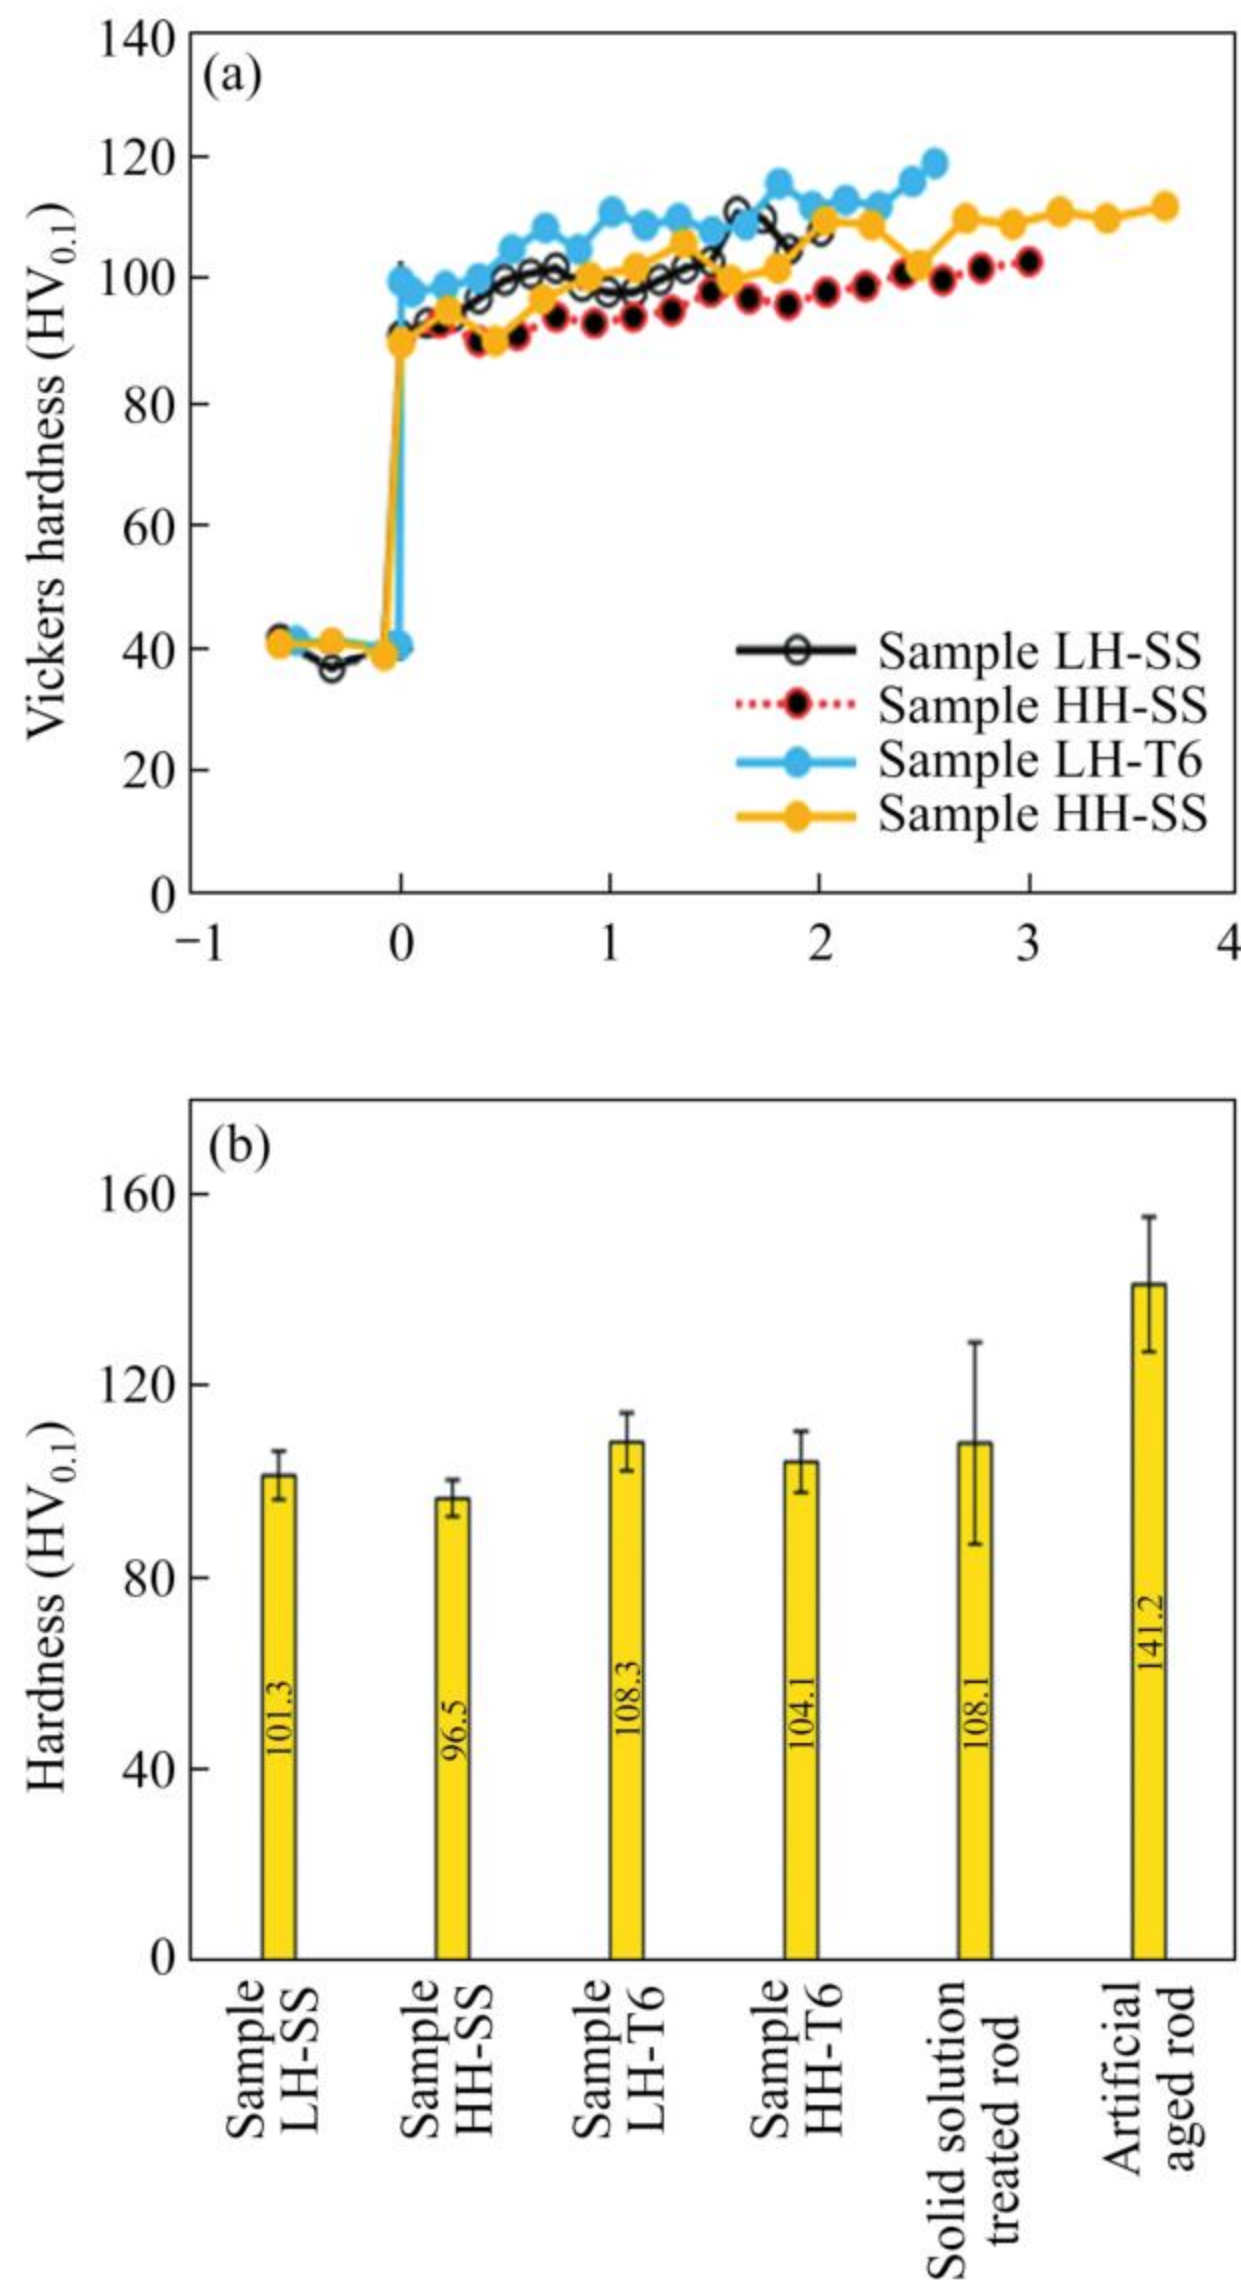 (a)
140
120
100
80
60
40
20
0
Vickers hardness (HV0.1)
Sample LH-SS
Sample HH-SS
Sample LH-T6
Sample HH-SS
−1 0 1 2 3 4
(b)
160
120
80
40
0
Hardness (HV0.1)
101.3
96.5
108.3
104.1
108.1
141.2
Sample
LH-SS
Sample
HH-SS
Sample
LH-T6
Sample
HH-T6
Solid solution
treated rod
Artificial
aged rod